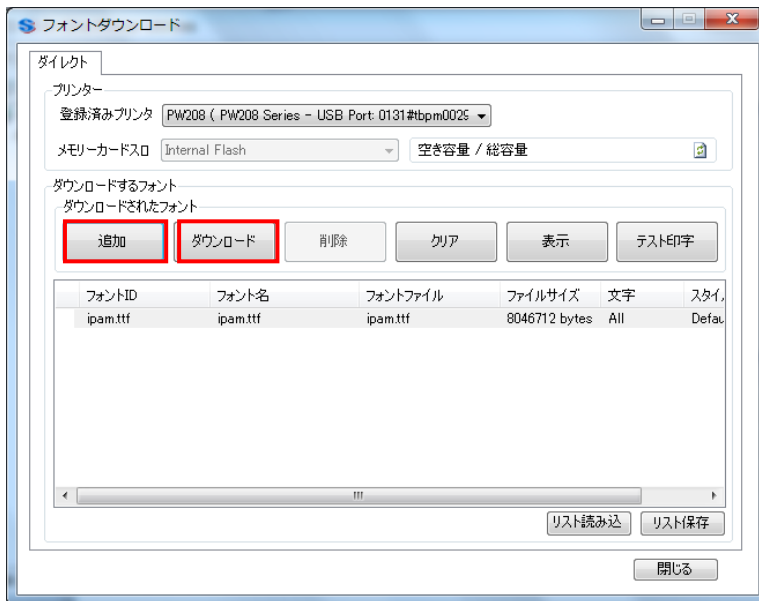 フォントダウンロード
ダイレクト
プリンター
登録済みプリンタ PW208 ( PW208 Series - USB Port: 0131#tbpm0029
メモリーカードスロ Internal Flash 空き容量 / 総容量
ダウンロードするフォント
ダウンロードされたフォント
追加 ダウンロード 削除 クリア 表示 テスト印字
フォントID フォント名 フォントファイル ファイルサイズ 文字 スタイ
ipam.ttf ipam.ttf ipam.ttf 8046712 bytes All Defau
リスト読み込 リスト保存
閉じる